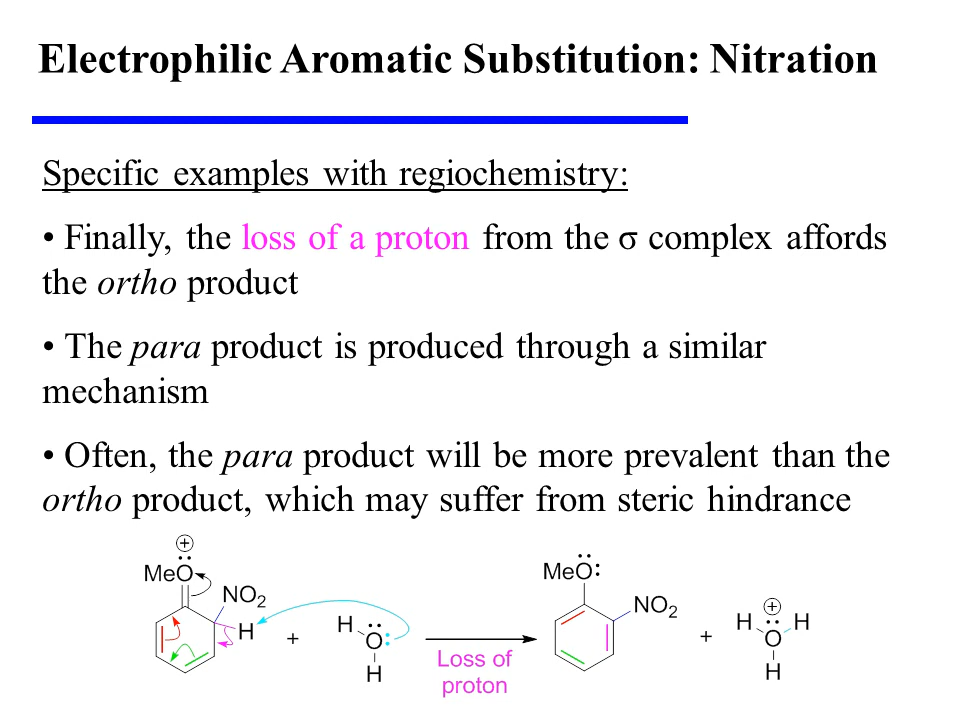 Electrophilic Aromatic Substitution: Nitration
Specific examples with regiochemistry:
• Finally, the loss of a proton from the σ complex affords
the ortho product
• The para product is produced through a similar
mechanism
• Often, the para product will be more prevalent than the
ortho product, which may suffer from steric hindrance
+
MeO
NO2
H
+
H
O
H
Loss of
proton
MeO
NO2
+
+
H H
O
H